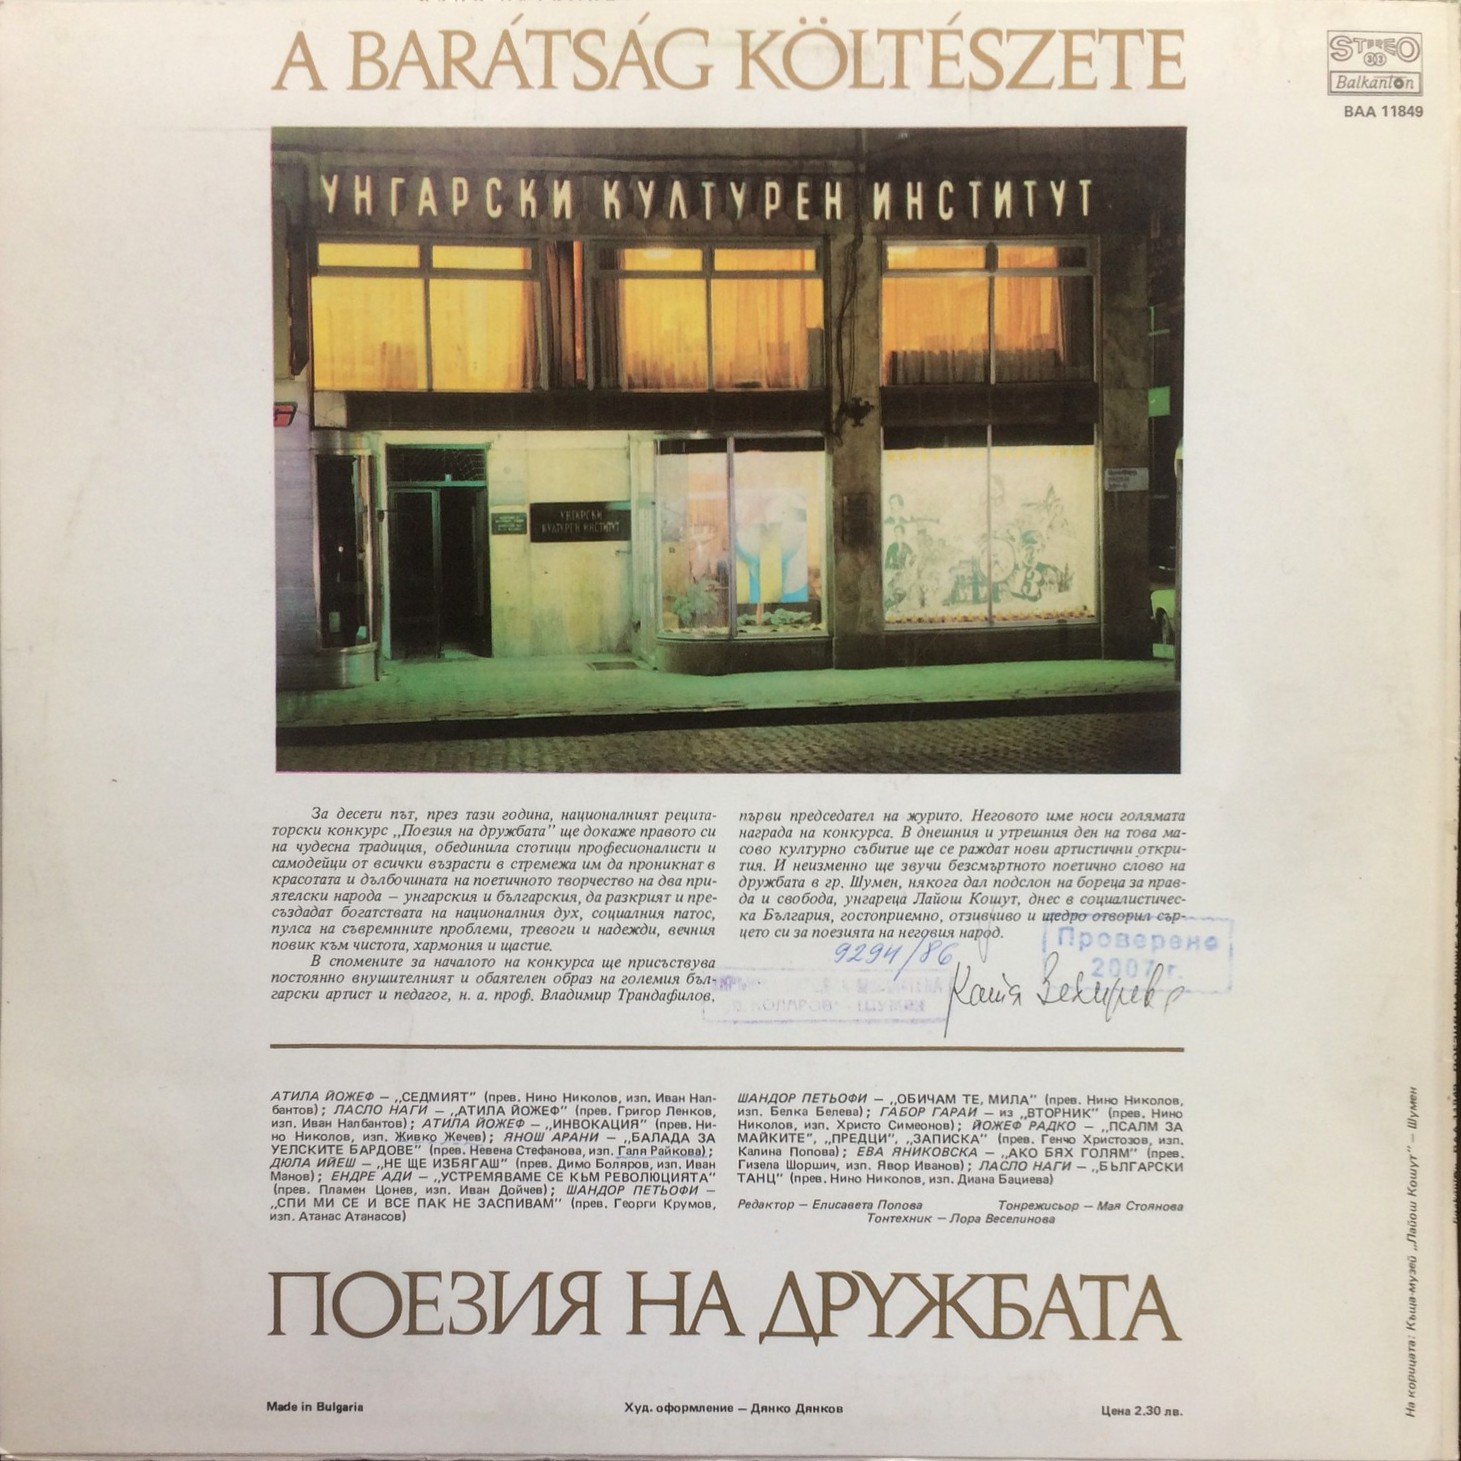 A BARÁTSÁG KÖLTÉSZETE
STEREO
33
Balkanton
BAA 11849
УНГАРСКИ КУЛТУРЕН ИНСТИТУТ
УНГАРСКИ
КУЛТУРЕН ИНСТИТУТ
За десети път, през тази година, националният рецита-
торски конкурс „Поезия на дружбата” ще докаже правото си
на чудесна традиция, обединила стотици професионалисти и
самодейци от всички възрасти в стремежа им да проникнат в
красотата и дълбочината на поетичното творчество на два при-
ятелски народа – унгарския и българския, да разкрият и пре-
създадат богатствата на националния дух, социалния патос,
пулса на съвремнните проблеми, тревоги и надежди, вечния
повик към чистота, хармония и щастие.
В спомените за началото на конкурса ще присъствува
постоянно внушителният и обаятелен образ на големия бъл-
гарски артист и педагог, н. а. проф. Владимир Трандафилов,
първи председател на журито. Неговото име носи голямата
награда на конкурса. В днешния и утрешния ден на това ма-
сово културно събитие ще се раждат нови артистични откри-
тия. И неизменно ще звучи безсмъртното поетично слово на
дружбата в гр. Шумен, някога дал подслон на бореца за прав-
да и свобода, унгареца Лайош Кошут, днес в социалистичес-
ка България, гостоприемно, отзивчиво и щедро отворил сър-
цето си за поезията на неговия народ.
9294/86
Проверено
2007 г.
АТИЛА ЙОЖЕФ – „СЕДМИЯТ” (прев. Нино Николов, изп. Иван Нал-
бантов); ЛАСЛО НАГИ – „АТИЛА ЙОЖЕФ” (прев. Григор Ленков,
изп. Иван Налбантов); АТИЛА ЙОЖЕФ – „ИНВОКАЦИЯ” (прев. Ни-
но Николов, изп. Живко Жечев); ЯНОШ АРАНИ – „БАЛАДА ЗА
УЕЛСКИТЕ БАРДОВЕ” (прев. Невена Стефанова, изп. Галя Райкова);
ДЮЛА ИЙЕШ – „НЕ ЩЕ ИЗБЯГАШ” (прев. Димо Боляров, изп. Иван
Манов); ЕНДРЕ АДИ – „УСТРЕМЯВАМЕ СЕ КЪМ РЕВОЛЮЦИЯТА”
(прев. Пламен Цонев, изп. Иван Дойчев); ШАНДОР ПЕТЬОФИ –
„СПИ МИ СЕ И ВСЕ ПАК НЕ ЗАСПИВАМ” (прев. Георги Крумов,
изп. Атанас Атанасов)
ШАНДОР ПЕТЬОФИ – „ОБИЧАМ ТЕ, МИЛА” (прев. Нино Николов,
изп. Белка Белева); ГАБОР ГАРАИ – из „ВТОРНИК” (прев. Нино
Николов, изп. Христо Симеонов); ЙОЖЕФ РАДКО – „ПСАЛМ ЗА
МАЙКИТЕ”, „ПРЕДЦИ”, „ЗАПИСКА” (прев. Генчо Христозов, изп.
Калина Попова); ЕВА ЯНИКОВСКА – „АКО БЯХ ГОЛЯМ” (прев.
Гизела Шоршич, изп. Явор Иванов); ЛАСЛО НАГИ – „БЪЛГАРСКИ
ТАНЦ” (прев. Нино Николов, изп. Диана Бациева)
Редактор – Елисавета Попова Тонрежисьор – Мая Стоянова
Тонтехник – Лора Веселинова
ПОЕЗИЯ НА ДРУЖБАТА
Made in Bulgaria Худ. оформление – Дянко Дянков Цена 2.30 лв.
На корицата: Къща-музей „Лайош Кошут” – Шумен